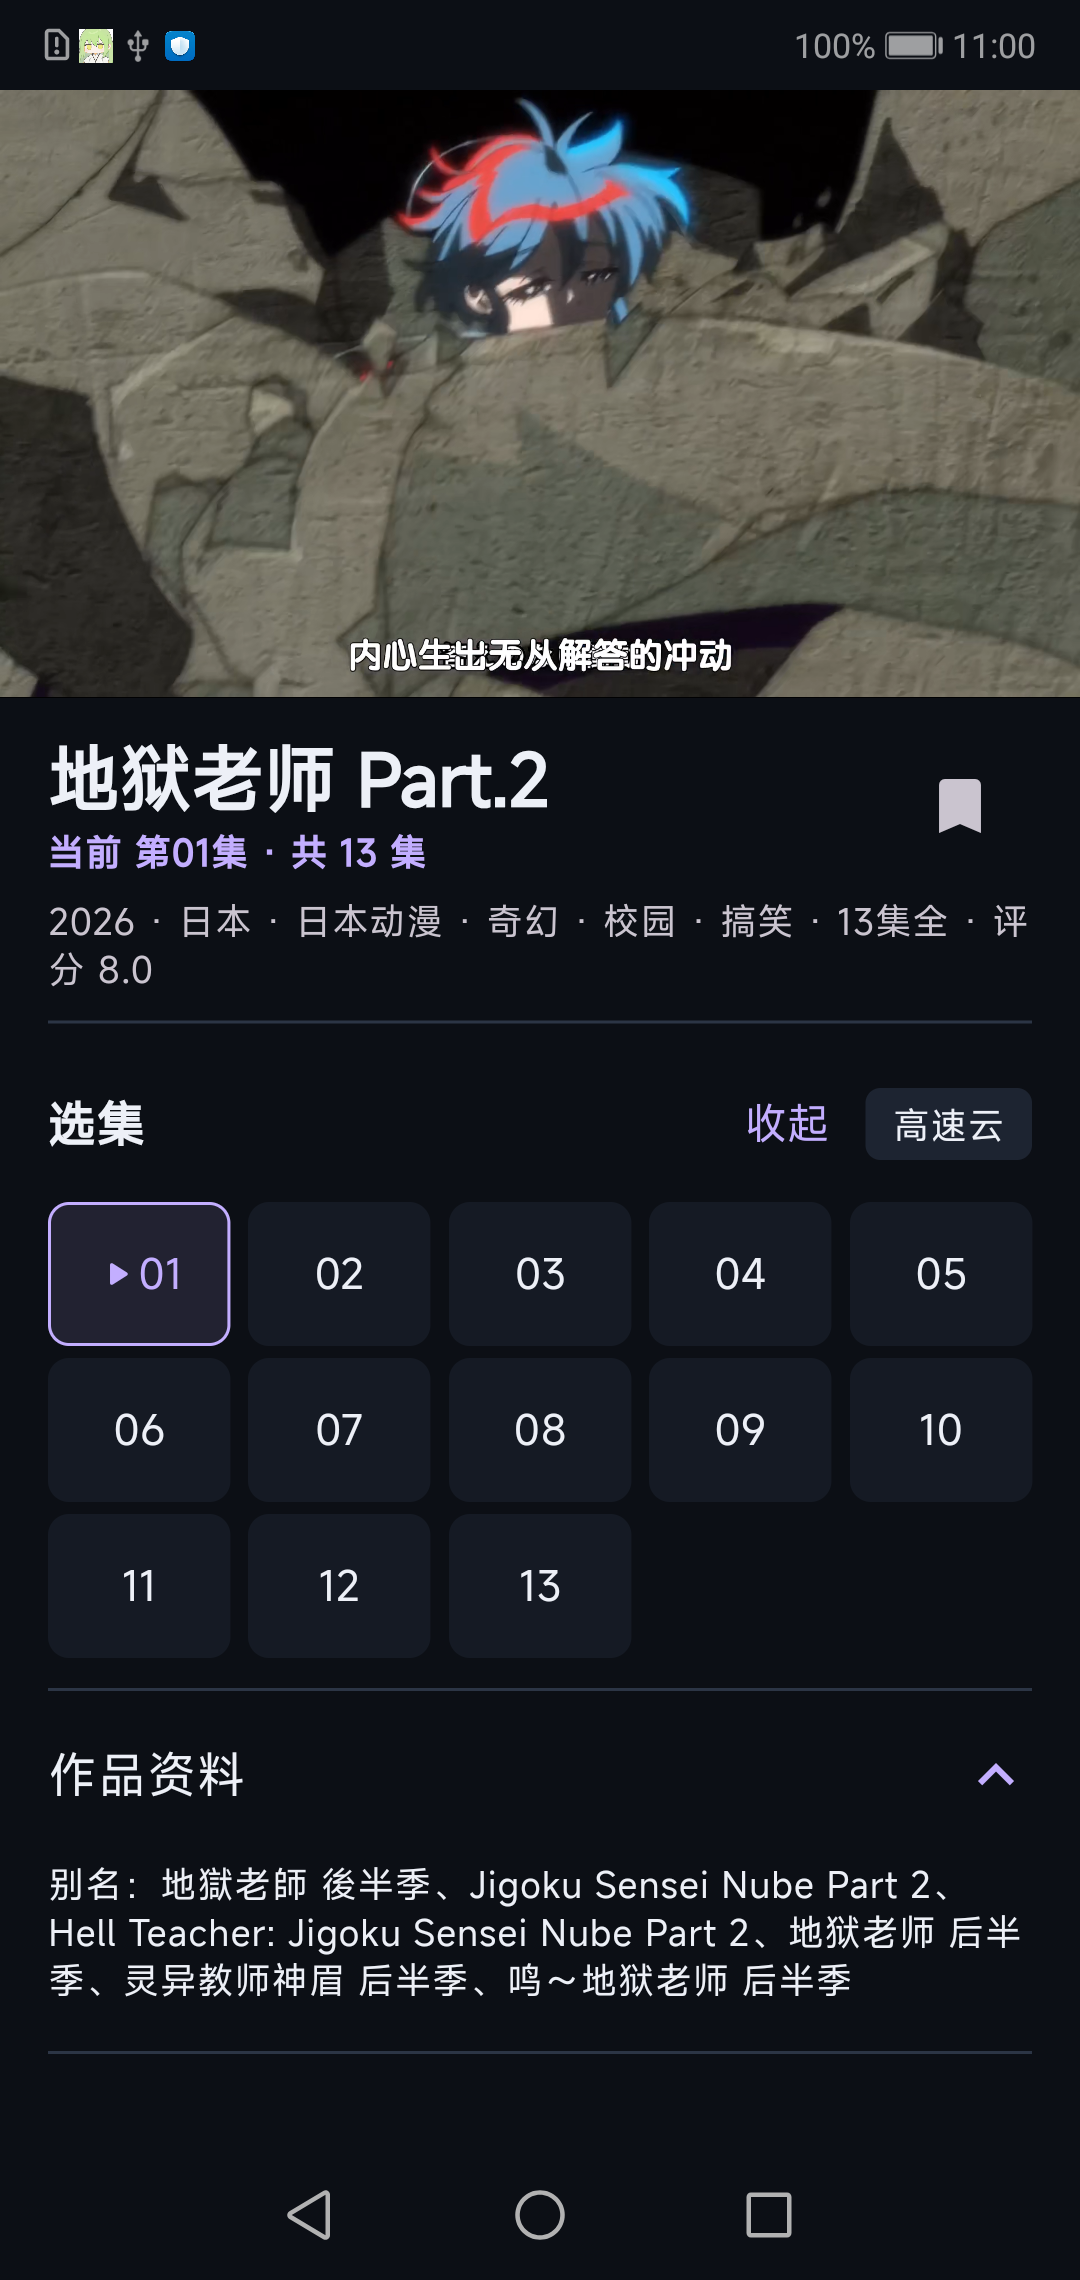 100% 11:00
内心生出无从解答的冲动
地狱老师 Part.2
当前 第01集 · 共 13 集
2026 · 日本 · 日本动漫 · 奇幻 · 校园 · 搞笑 · 13集全 · 评
分 8.0
选集 收起 高速云
01 02 03 04 05
06 07 08 09 10
11 12 13
作品资料
别名：地獄老師 後半季、Jigoku Sensei Nube Part 2、
Hell Teacher: Jigoku Sensei Nube Part 2、地狱老师 后半
季、灵异教师神眉 后半季、鸣～地狱老师 后半季